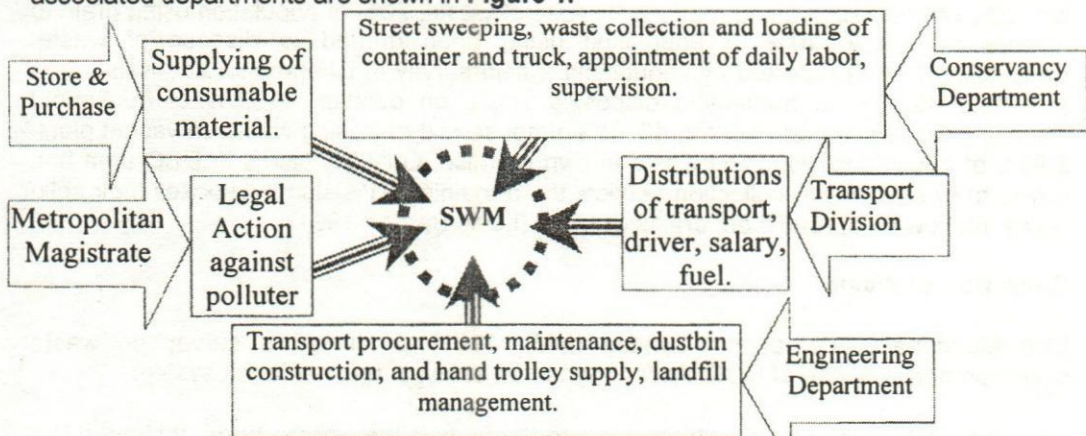 associated departments are shown in Figure 1.
Store &
Purchase
Supplying of
consumable
material.
Street sweeping, waste collection and loading of
container and truck, appointment of daily labor,
supervision.
Conservancy
Department
Metropolitan
Magistrate
Legal
Action
against
polluter
SWM
Distributions
of transport,
driver, salary,
fuel.
Transport
Division
Transport procurement, maintenance, dustbin
construction, and hand trolley supply, landfill
management.
Engineering
Department